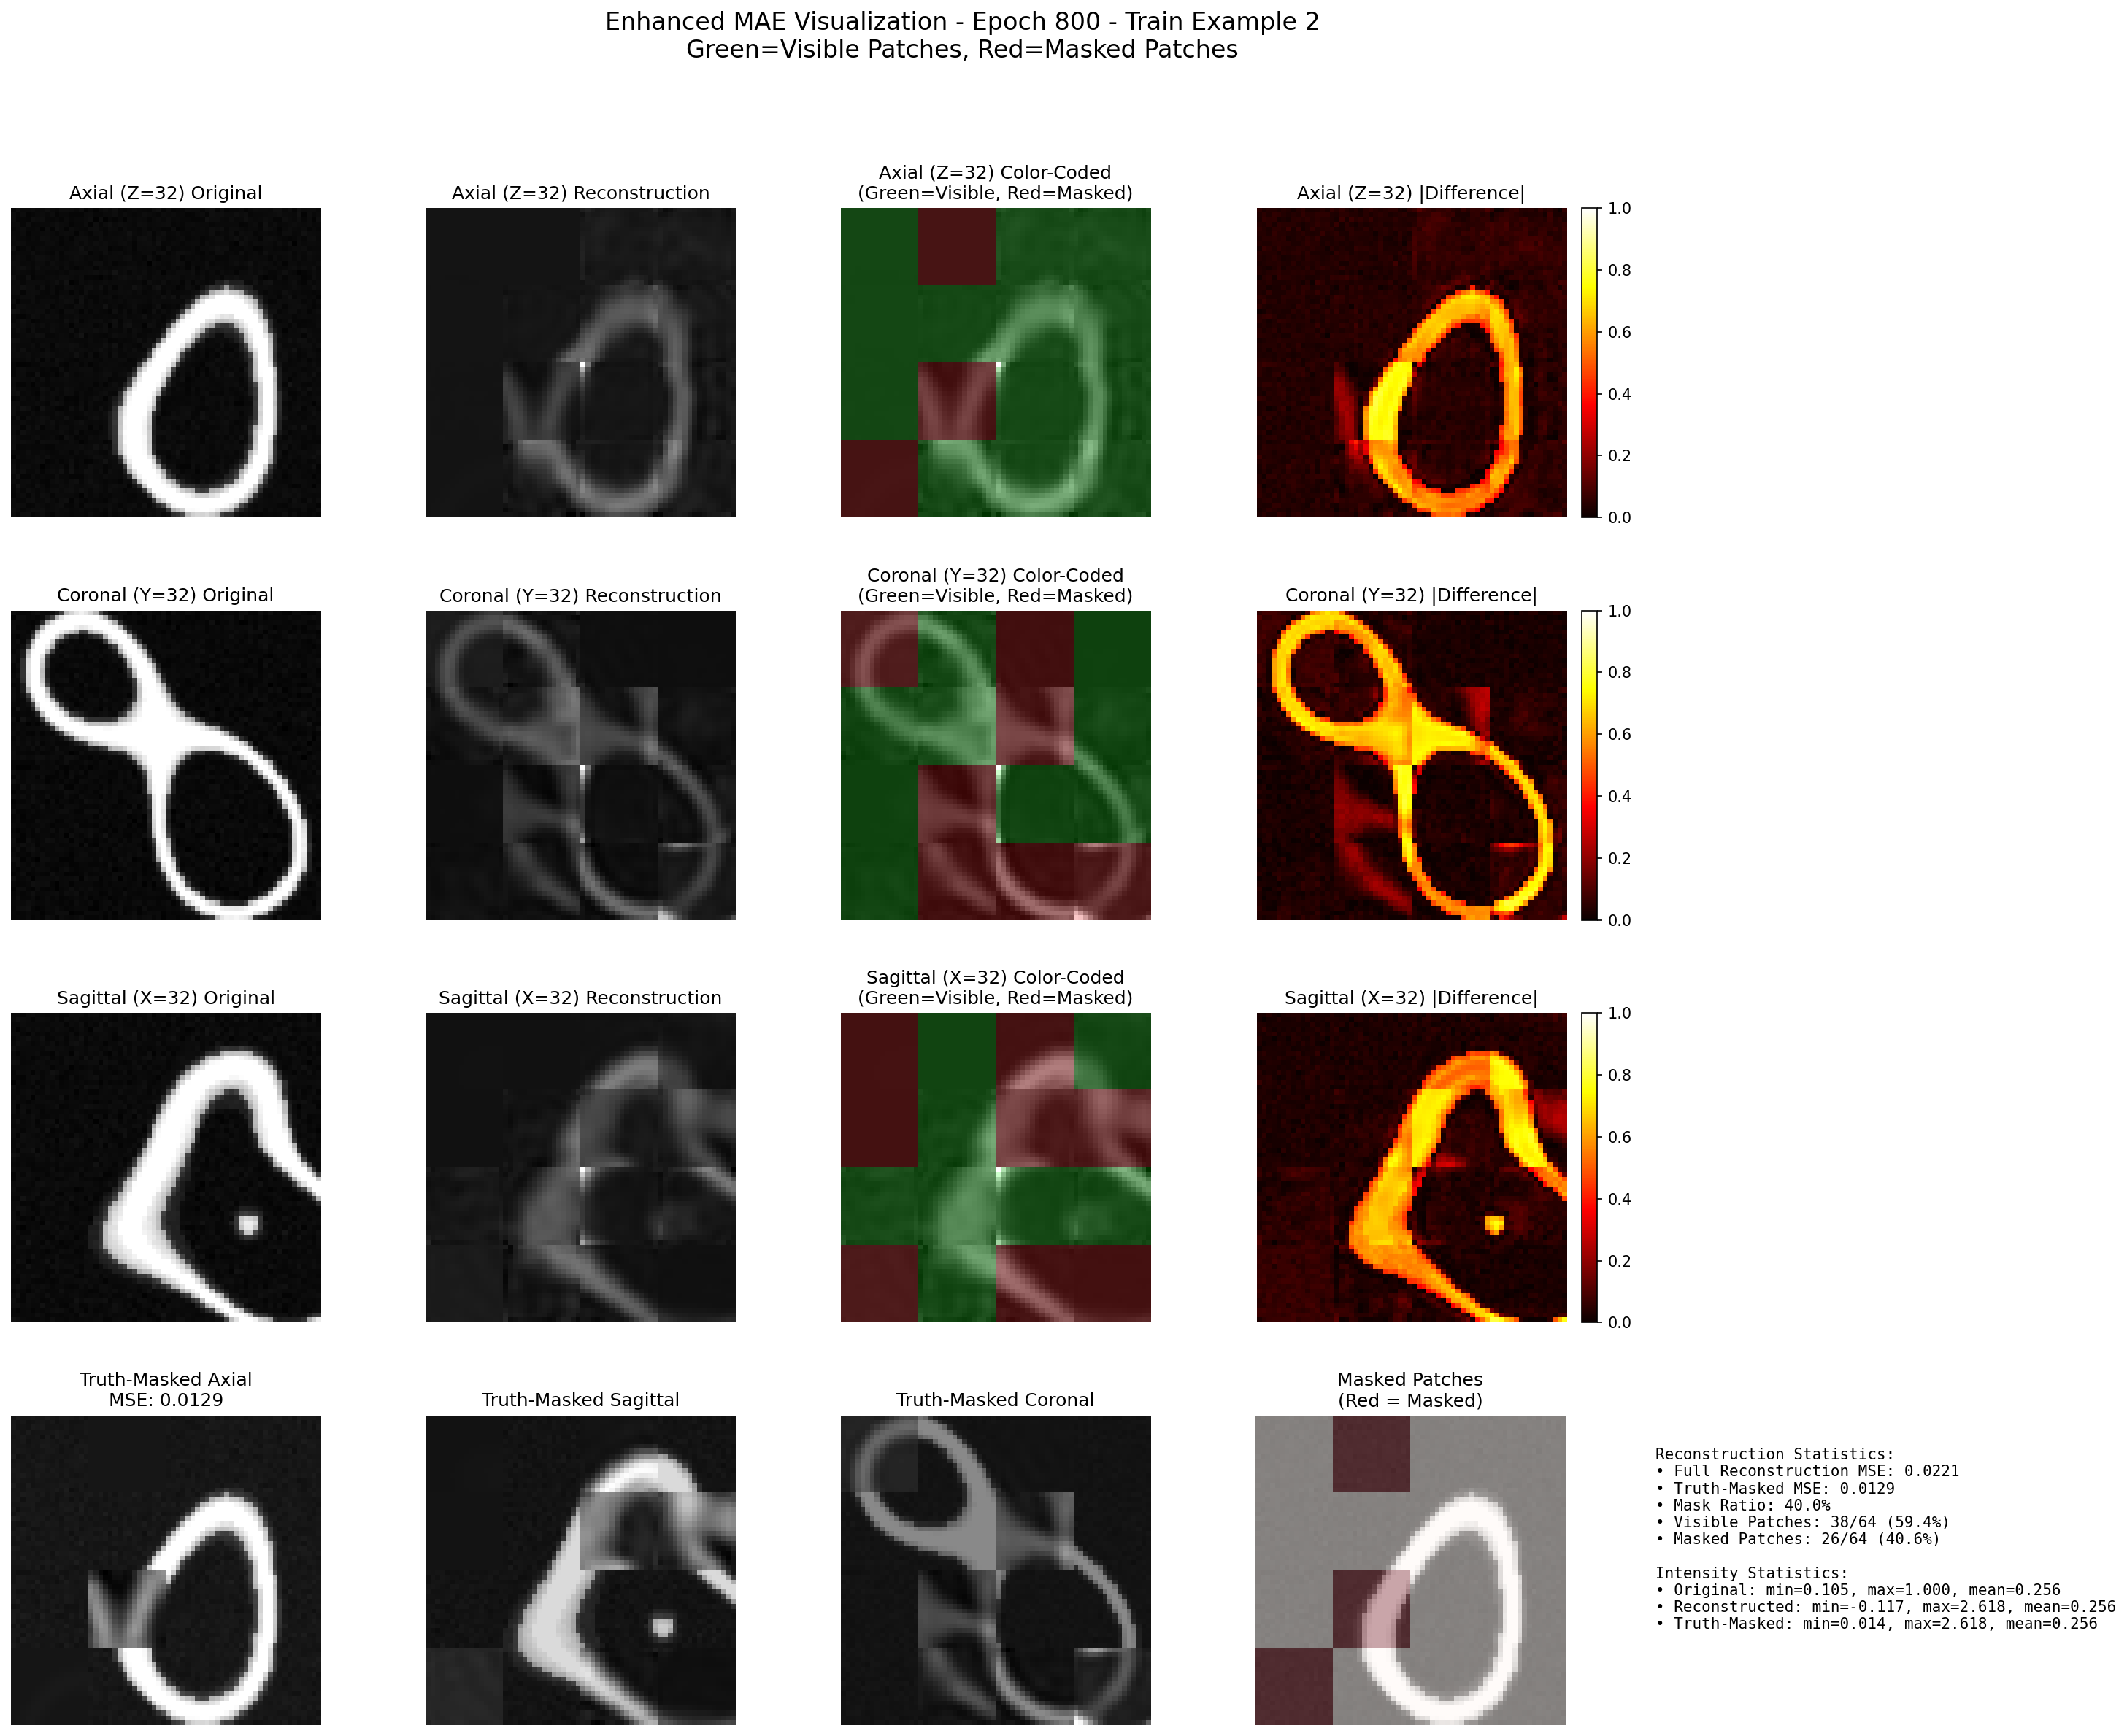 Enhanced MAE Visualization - Epoch 800 - Train Example 2
Green=Visible Patches, Red=Masked Patches
Axial (Z=32) Original
Axial (Z=32) Reconstruction
Axial (Z=32) Color-Coded
(Green=Visible, Red=Masked)
Axial (Z=32) |Difference|
1.0
0.8
0.6
0.4
0.2
0.0
Coronal (Y=32) Original
Coronal (Y=32) Reconstruction
Coronal (Y=32) Color-Coded
(Green=Visible, Red=Masked)
Coronal (Y=32) |Difference|
1.0
0.8
0.6
0.4
0.2
0.0
Sagittal (X=32) Original
Sagittal (X=32) Reconstruction
Sagittal (X=32) Color-Coded
(Green=Visible, Red=Masked)
Sagittal (X=32) |Difference|
1.0
0.8
0.6
0.4
0.2
0.0
Truth-Masked Axial
MSE: 0.0129
Truth-Masked Sagittal
Truth-Masked Coronal
Masked Patches
(Red = Masked)
Reconstruction Statistics:
• Full Reconstruction MSE: 0.0221
• Truth-Masked MSE: 0.0129
• Mask Ratio: 40.0%
• Visible Patches: 38/64 (59.4%)
• Masked Patches: 26/64 (40.6%)
Intensity Statistics:
• Original: min=0.105, max=1.000, mean=0.256
• Reconstructed: min=-0.117, max=2.618, mean=0.256
• Truth-Masked: min=0.014, max=2.618, mean=0.256